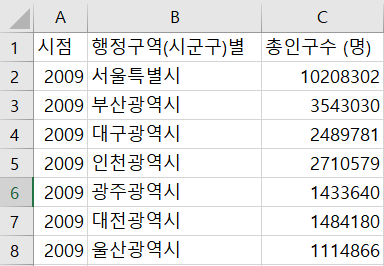 A B C
1 시점 행정구역(시군구)별 총인구수 (명)
2 2009 서울특별시 10208302
3 2009 부산광역시 3543030
4 2009 대구광역시 2489781
5 2009 인천광역시 2710579
6 2009 광주광역시 1433640
7 2009 대전광역시 1484180
8 2009 울산광역시 1114866